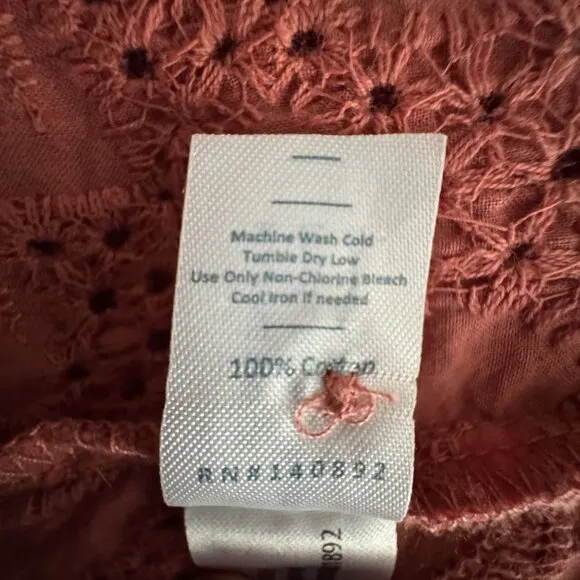 Machine Wash Cold
Tumble Dry Low
Use Only Non-Chlorine Bleach
Cool Iron if needed
100% Cotton
RN#140892
0892